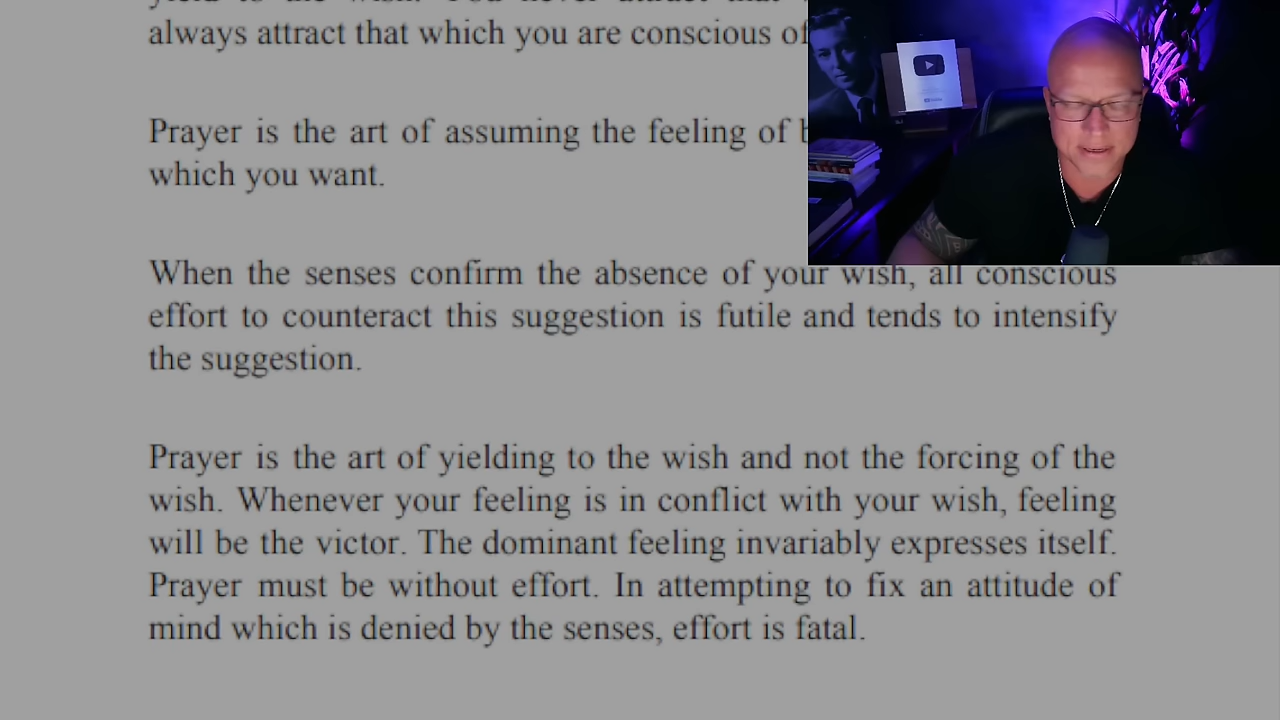 always attract that which you are conscious of
Prayer is the art of assuming the feeling of
which you want.
When the senses confirm the absence of your wish, all conscious
effort to counteract this suggestion is futile and tends to intensify
the suggestion.
Prayer is the art of yielding to the wish and not the forcing of the
wish. Whenever your feeling is in conflict with your wish, feeling
will be the victor. The dominant feeling invariably expresses itself.
Prayer must be without effort. In attempting to fix an attitude of
mind which is denied by the senses, effort is fatal.